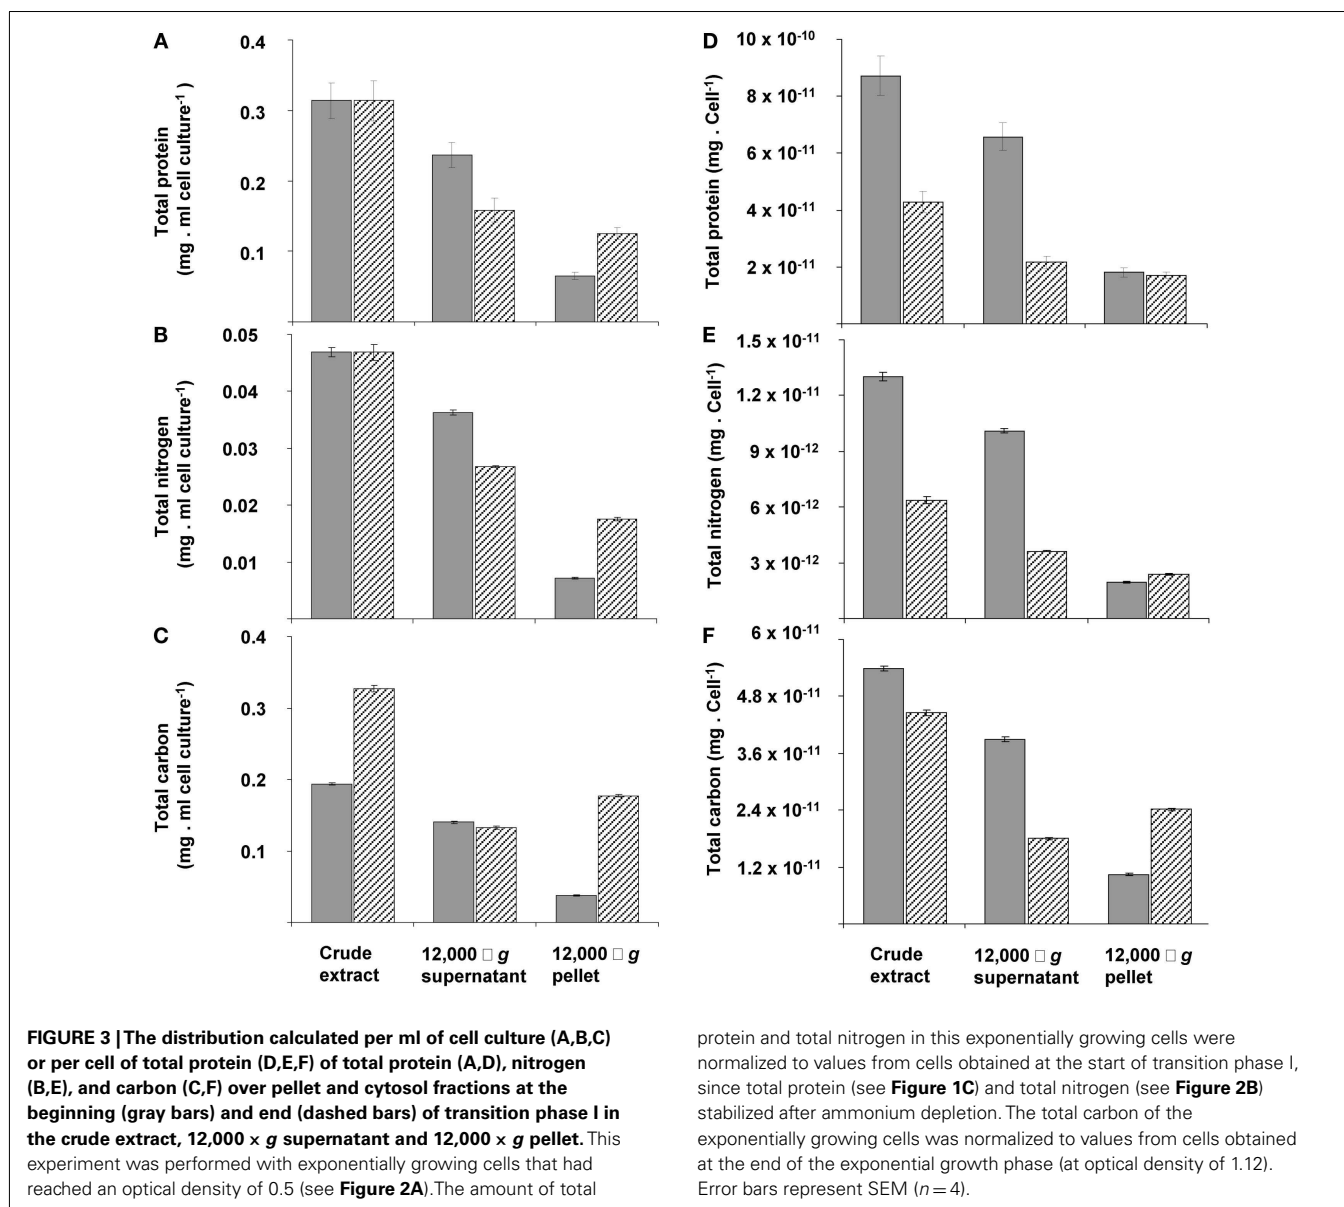 A
0.4
0.3
0.2
0.1
Total protein
(mg . ml cell culture-1 )
B
0.05
0.04
0.03
0.02
0.01
Total nitrogen
(mg . ml cell culture-1)
C
0.4
0.3
0.2
0.1
Total carbon
(mg . ml cell culture-1)
Crude
extract
12,000 □ g
supernatant
12,000 □ g
pellet
D
10 x 10-10
8 x 10-11
6 x 10-11
4 x 10-11
2 x 10-11
Total protein (mg . Cell-1)
E
1.5 x 10-11
1.2 x 10-11
9 x 10-12
6 x 10-12
3 x 10-12
Total nitrogen (mg . Cell-1)
F
6 x 10-11
4.8 x 10-11
3.6 x 10-11
2.4 x 10-11
1.2 x 10-11
Total carbon (mg . Cell-1)
Crude
extract
12,000 □ g
supernatant
12,000 □ g
pellet
FIGURE 3 | The distribution calculated per ml of cell culture (A,B,C)
or per cell of total protein (D,E,F) of total protein (A,D), nitrogen
(B,E), and carbon (C,F) over pellet and cytosol fractions at the
beginning (gray bars) and end (dashed bars) of transition phase I in
the crude extract, 12,000 × g supernatant and 12,000 × g pellet. This
experiment was performed with exponentially growing cells that had
reached an optical density of 0.5 (see Figure 2A). The amount of total
protein and total nitrogen in this exponentially growing cells were
normalized to values from cells obtained at the start of transition phase I,
since total protein (see Figure 1C) and total nitrogen (see Figure 2B)
stabilized after ammonium depletion. The total carbon of the
exponentially growing cells was normalized to values from cells obtained
at the end of the exponential growth phase (at optical density of 1.12).
Error bars represent SEM (n = 4).